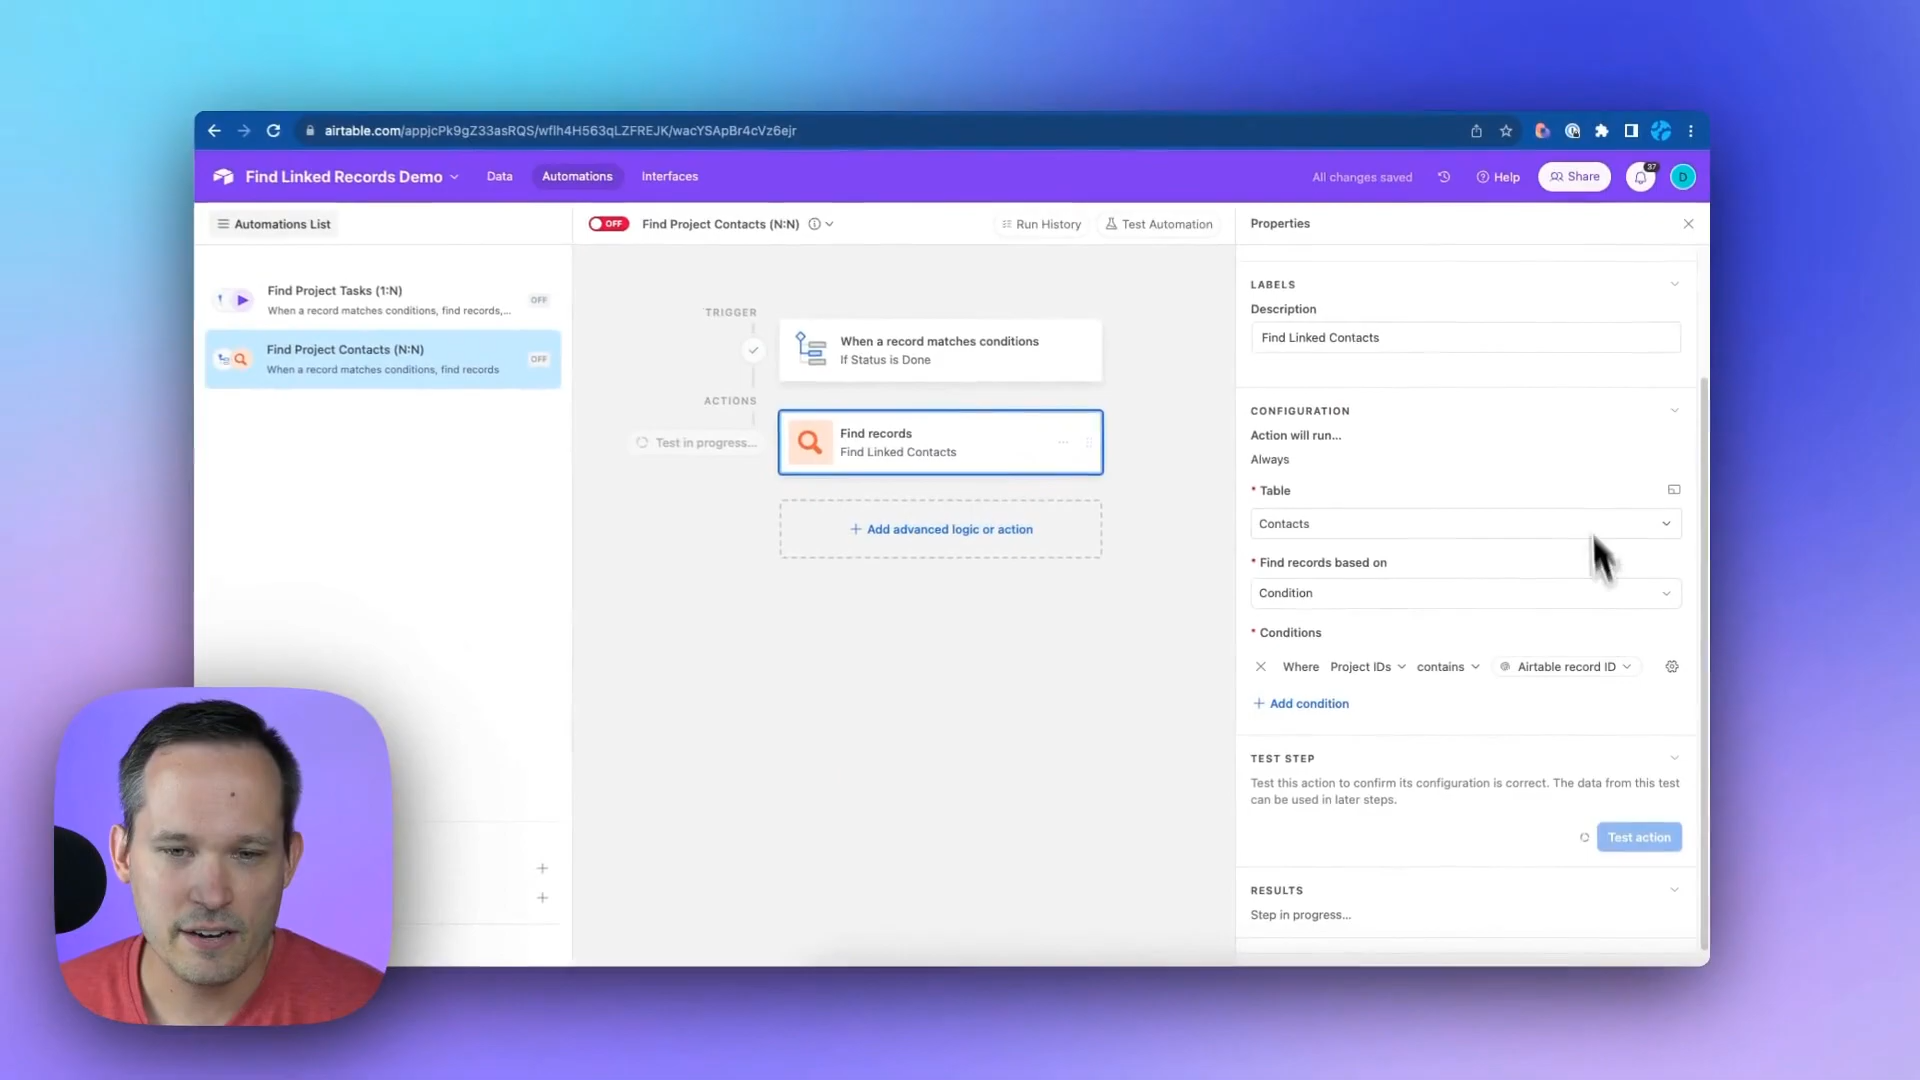 airtable.com/appjcPk9gZ33asRQS/wflh4H563qLZFREJK/wacYSApBr4cVz6ejr
Find Linked Records Demo
Data
Automations
Interfaces
All changes saved
Help
Share
37
D
Automations List
OFF
Find Project Contacts (N:N)
Run History
Test Automation
Properties
Find Project Tasks (1:N)
When a record matches conditions, find records,...
OFF
Find Project Contacts (N:N)
When a record matches conditions, find records
OFF
TRIGGER
When a record matches conditions
If Status is Done
ACTIONS
Test in progress...
Find records
Find Linked Contacts
+ Add advanced logic or action
LABELS
Description
Find Linked Contacts
CONFIGURATION
Action will run...
Always
* Table
Contacts
* Find records based on
Condition
* Conditions
Where Project IDs contains Airtable record ID
+ Add condition
TEST STEP
Test this action to confirm its configuration is correct. The data from this test
can be used in later steps.
Test action
RESULTS
Step in progress...